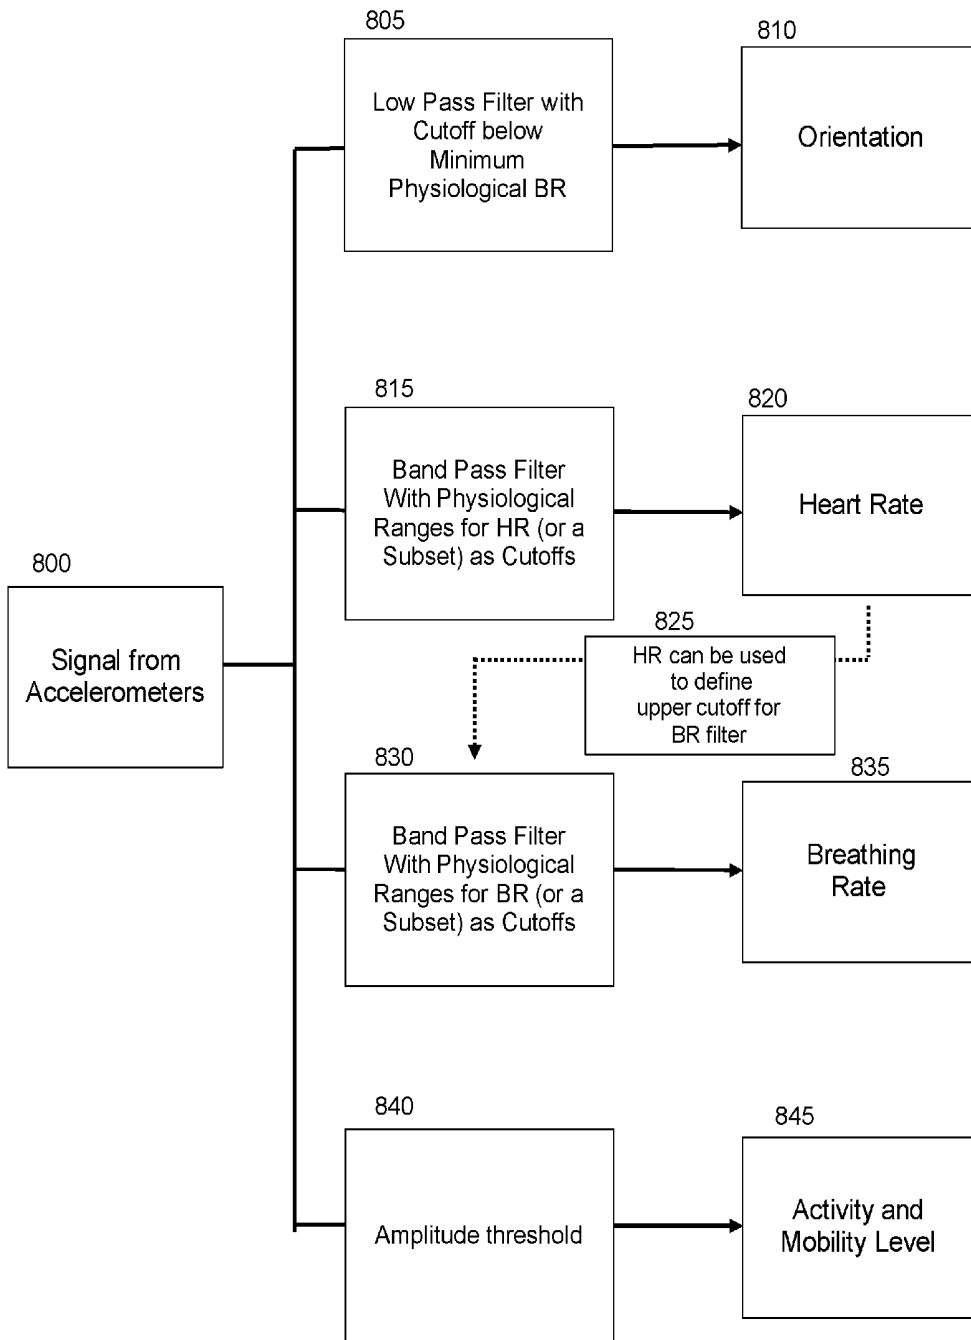 805
Low Pass Filter with
Cutoff below
Minimum
Physiological BR
810
Orientation
815
Band Pass Filter
With Physiological
Ranges for HR (or a
Subset) as Cutoffs
820
Heart Rate
800
Signal from
Accelerometers
825
HR can be used
to define
upper cutoff for
BR filter
830
Band Pass Filter
With Physiological
Ranges for BR (or a
Subset) as Cutoffs
835
Breathing
Rate
840
Amplitude threshold
845
Activity and
Mobility Level